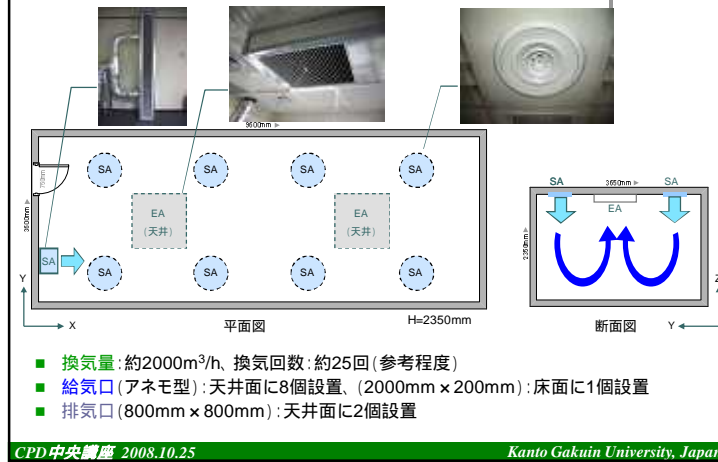 9600mm
SA SA SA SA
750mm
3600mm
EA
(天井)
EA
(天井)
SA
SA SA SA SA
Y
X
平面図
H=2350mm
SA 3650mm SA
EA
2350mm
Z
断面図
Y
換気量:約2000m³/h、換気回数:約25回(参考程度)
給気口(アネモ型):天井面に8個設置、(2000mm × 200mm):床面に1個設置
排気口(800mm × 800mm):天井面に2個設置
CPD中央講座 2008.10.25
Kanto Gakuin University, Japan